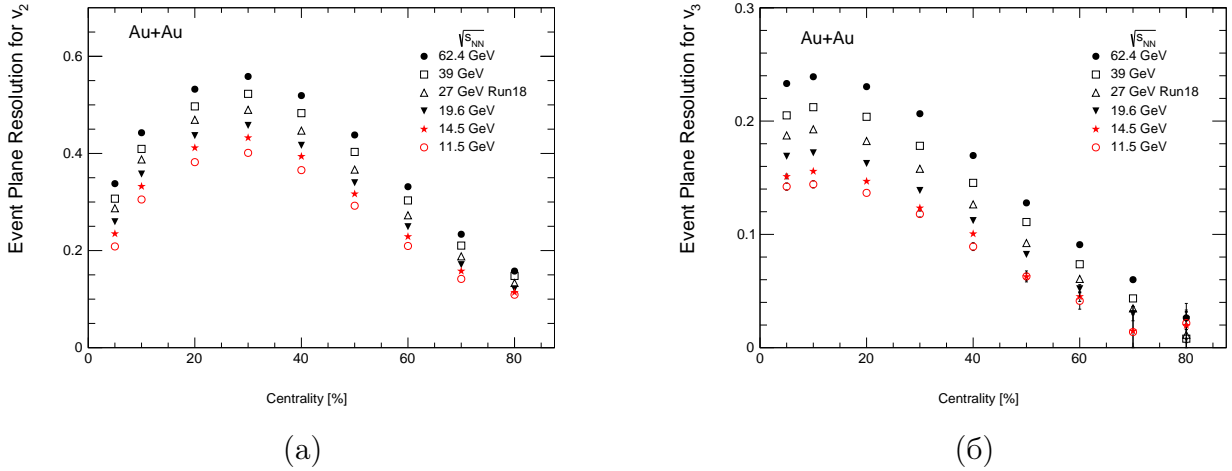 Event Plane Resolution for v₂
0.6
0.4
0.2
0
Au+Au
√s_NN
62.4 GeV
39 GeV
27 GeV Run18
19.6 GeV
14.5 GeV
11.5 GeV
0 20 40 60 80
Centrality [%]
(а)
Event Plane Resolution for v₃
0.3
0.2
0.1
0
Au+Au
√s_NN
62.4 GeV
39 GeV
27 GeV Run18
19.6 GeV
14.5 GeV
11.5 GeV
0 20 40 60 80
Centrality [%]
(б)